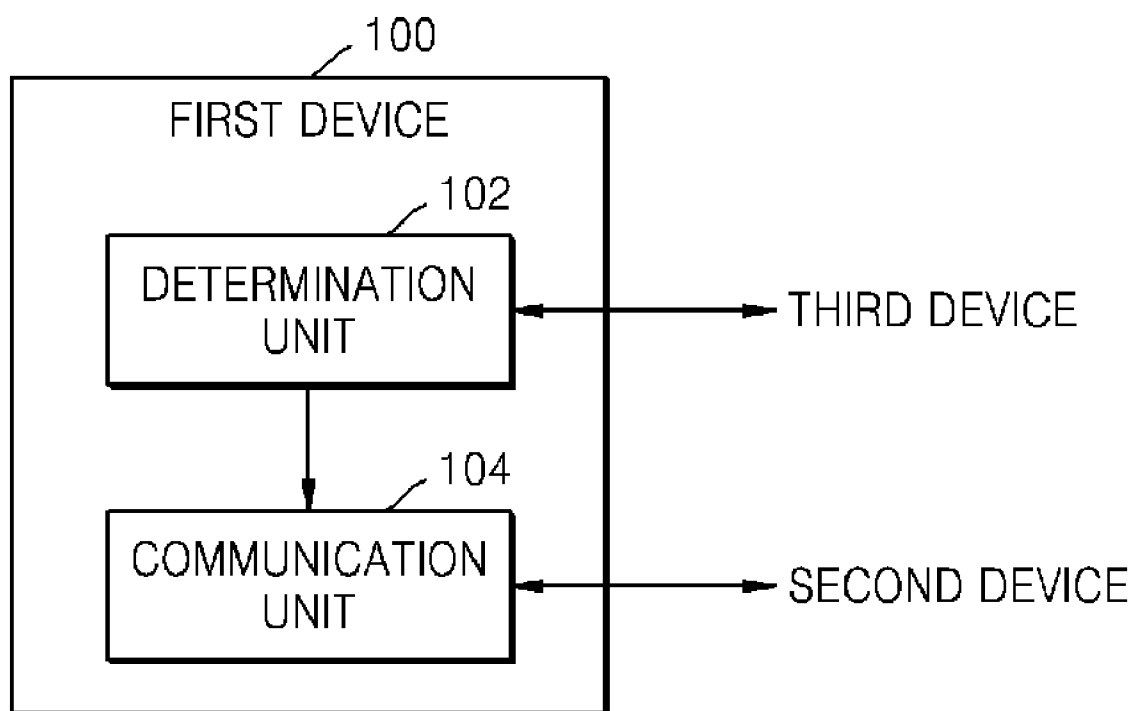 100
FIRST DEVICE
102
DETERMINATION
UNIT
THIRD DEVICE
104
COMMUNICATION
UNIT
SECOND DEVICE